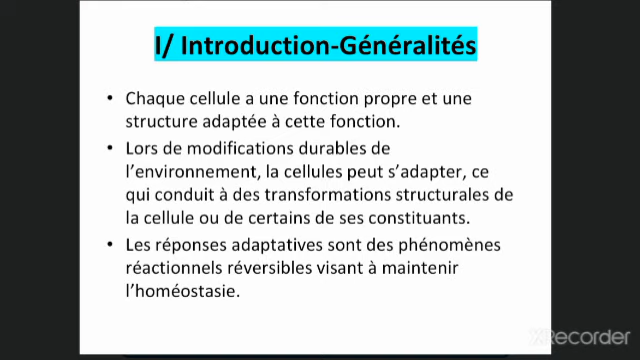 I/ Introduction-Généralités
• Chaque cellule a une fonction propre et une
structure adaptée à cette fonction.
• Lors de modifications durables de
l'environnement, la cellules peut s'adapter, ce
qui conduit à des transformations structurales de
la cellule ou de certains de ses constituants.
• Les réponses adaptatives sont des phénomènes
réactionnels réversibles visant à maintenir
l'homéostasie.
XRecorder